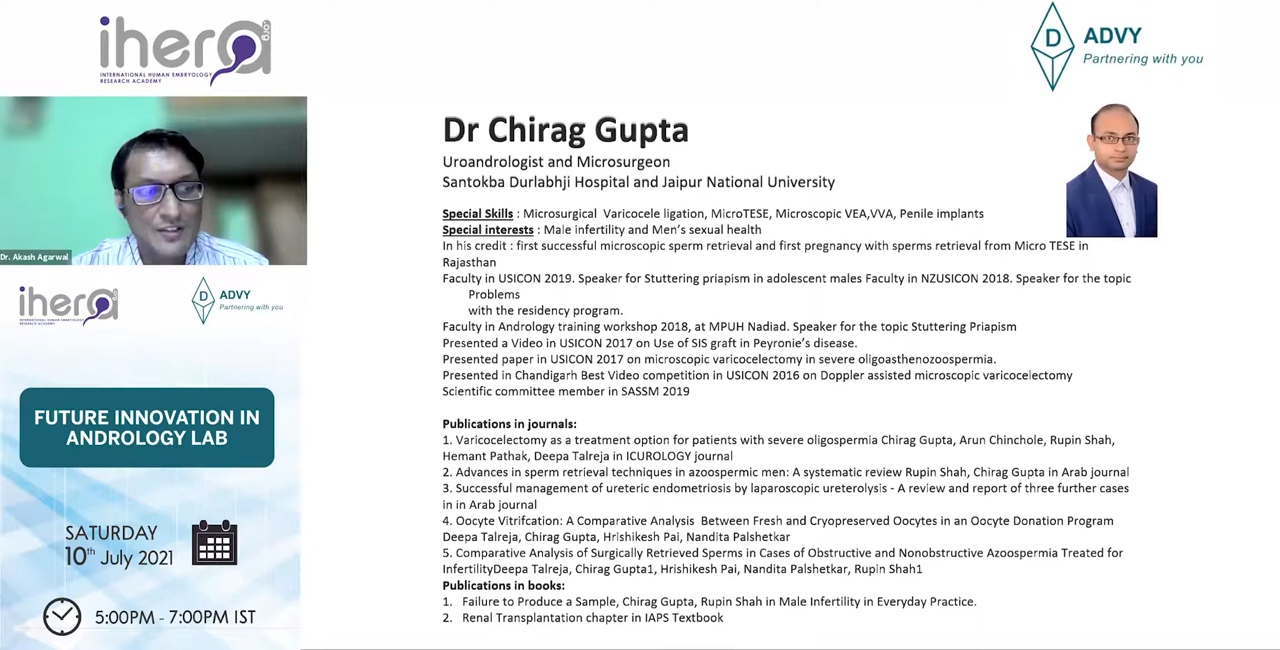 ihera.org
INTERNATIONAL HUMAN EMBRYOLOGY
RESEARCH ACADEMY
D ADVY
Partnering with you
Dr. Akash Agarwal
ihera.org
INTERNATIONAL HUMAN EMBRYOLOGY
RESEARCH ACADEMY
D ADVY
Partnering with you
FUTURE INNOVATION IN
ANDROLOGY LAB
SATURDAY
10th July 2021
5:00PM - 7:00PM IST
Dr Chirag Gupta
Uroandrologist and Microsurgeon
Santokba Durlabhji Hospital and Jaipur National University
Special Skills : Microsurgical Varicocele ligation, MicroTESE, Microscopic VEA,VVA, Penile implants
Special interests : Male infertility and Men's sexual health
In his credit : first successful microscopic sperm retrieval and first pregnancy with sperms retrieval from Micro TESE in
Rajasthan
Faculty in USICON 2019. Speaker for Stuttering priapism in adolescent males Faculty in NZUSICON 2018. Speaker for the topic
Problems
with the residency program.
Faculty in Andrology training workshop 2018, at MPUH Nadiad. Speaker for the topic Stuttering Priapism
Presented a Video in USICON 2017 on Use of SIS graft in Peyronie's disease.
Presented paper in USICON 2017 on microscopic varicocelectomy in severe oligoasthenozoospermia.
Presented in Chandigarh Best Video competition in USICON 2016 on Doppler assisted microscopic varicocelectomy
Scientific committee member in SASSM 2019
Publications in journals:
1. Varicocelectomy as a treatment option for patients with severe oligospermia Chirag Gupta, Arun Chinchole, Rupin Shah,
Hemant Pathak, Deepa Talreja in ICUROLOGY journal
2. Advances in sperm retrieval techniques in azoospermic men: A systematic review Rupin Shah, Chirag Gupta in Arab journal
3. Successful management of ureteric endometriosis by laparoscopic ureterolysis - A review and report of three further cases
in in Arab journal
4. Oocyte Vitrifcation: A Comparative Analysis Between Fresh and Cryopreserved Oocytes in an Oocyte Donation Program
Deepa Talreja, Chirag Gupta, Hrishikesh Pai, Nandita Palshetkar
5. Comparative Analysis of Surgically Retrieved Sperms in Cases of Obstructive and Nonobstructive Azoospermia Treated for
InfertilityDeepa Talreja, Chirag Gupta1, Hrishikesh Pai, Nandita Palshetkar, Rupin Shah1
Publications in books:
1. Failure to Produce a Sample, Chirag Gupta, Rupin Shah in Male Infertility in Everyday Practice.
2. Renal Transplantation chapter in IAPS Textbook